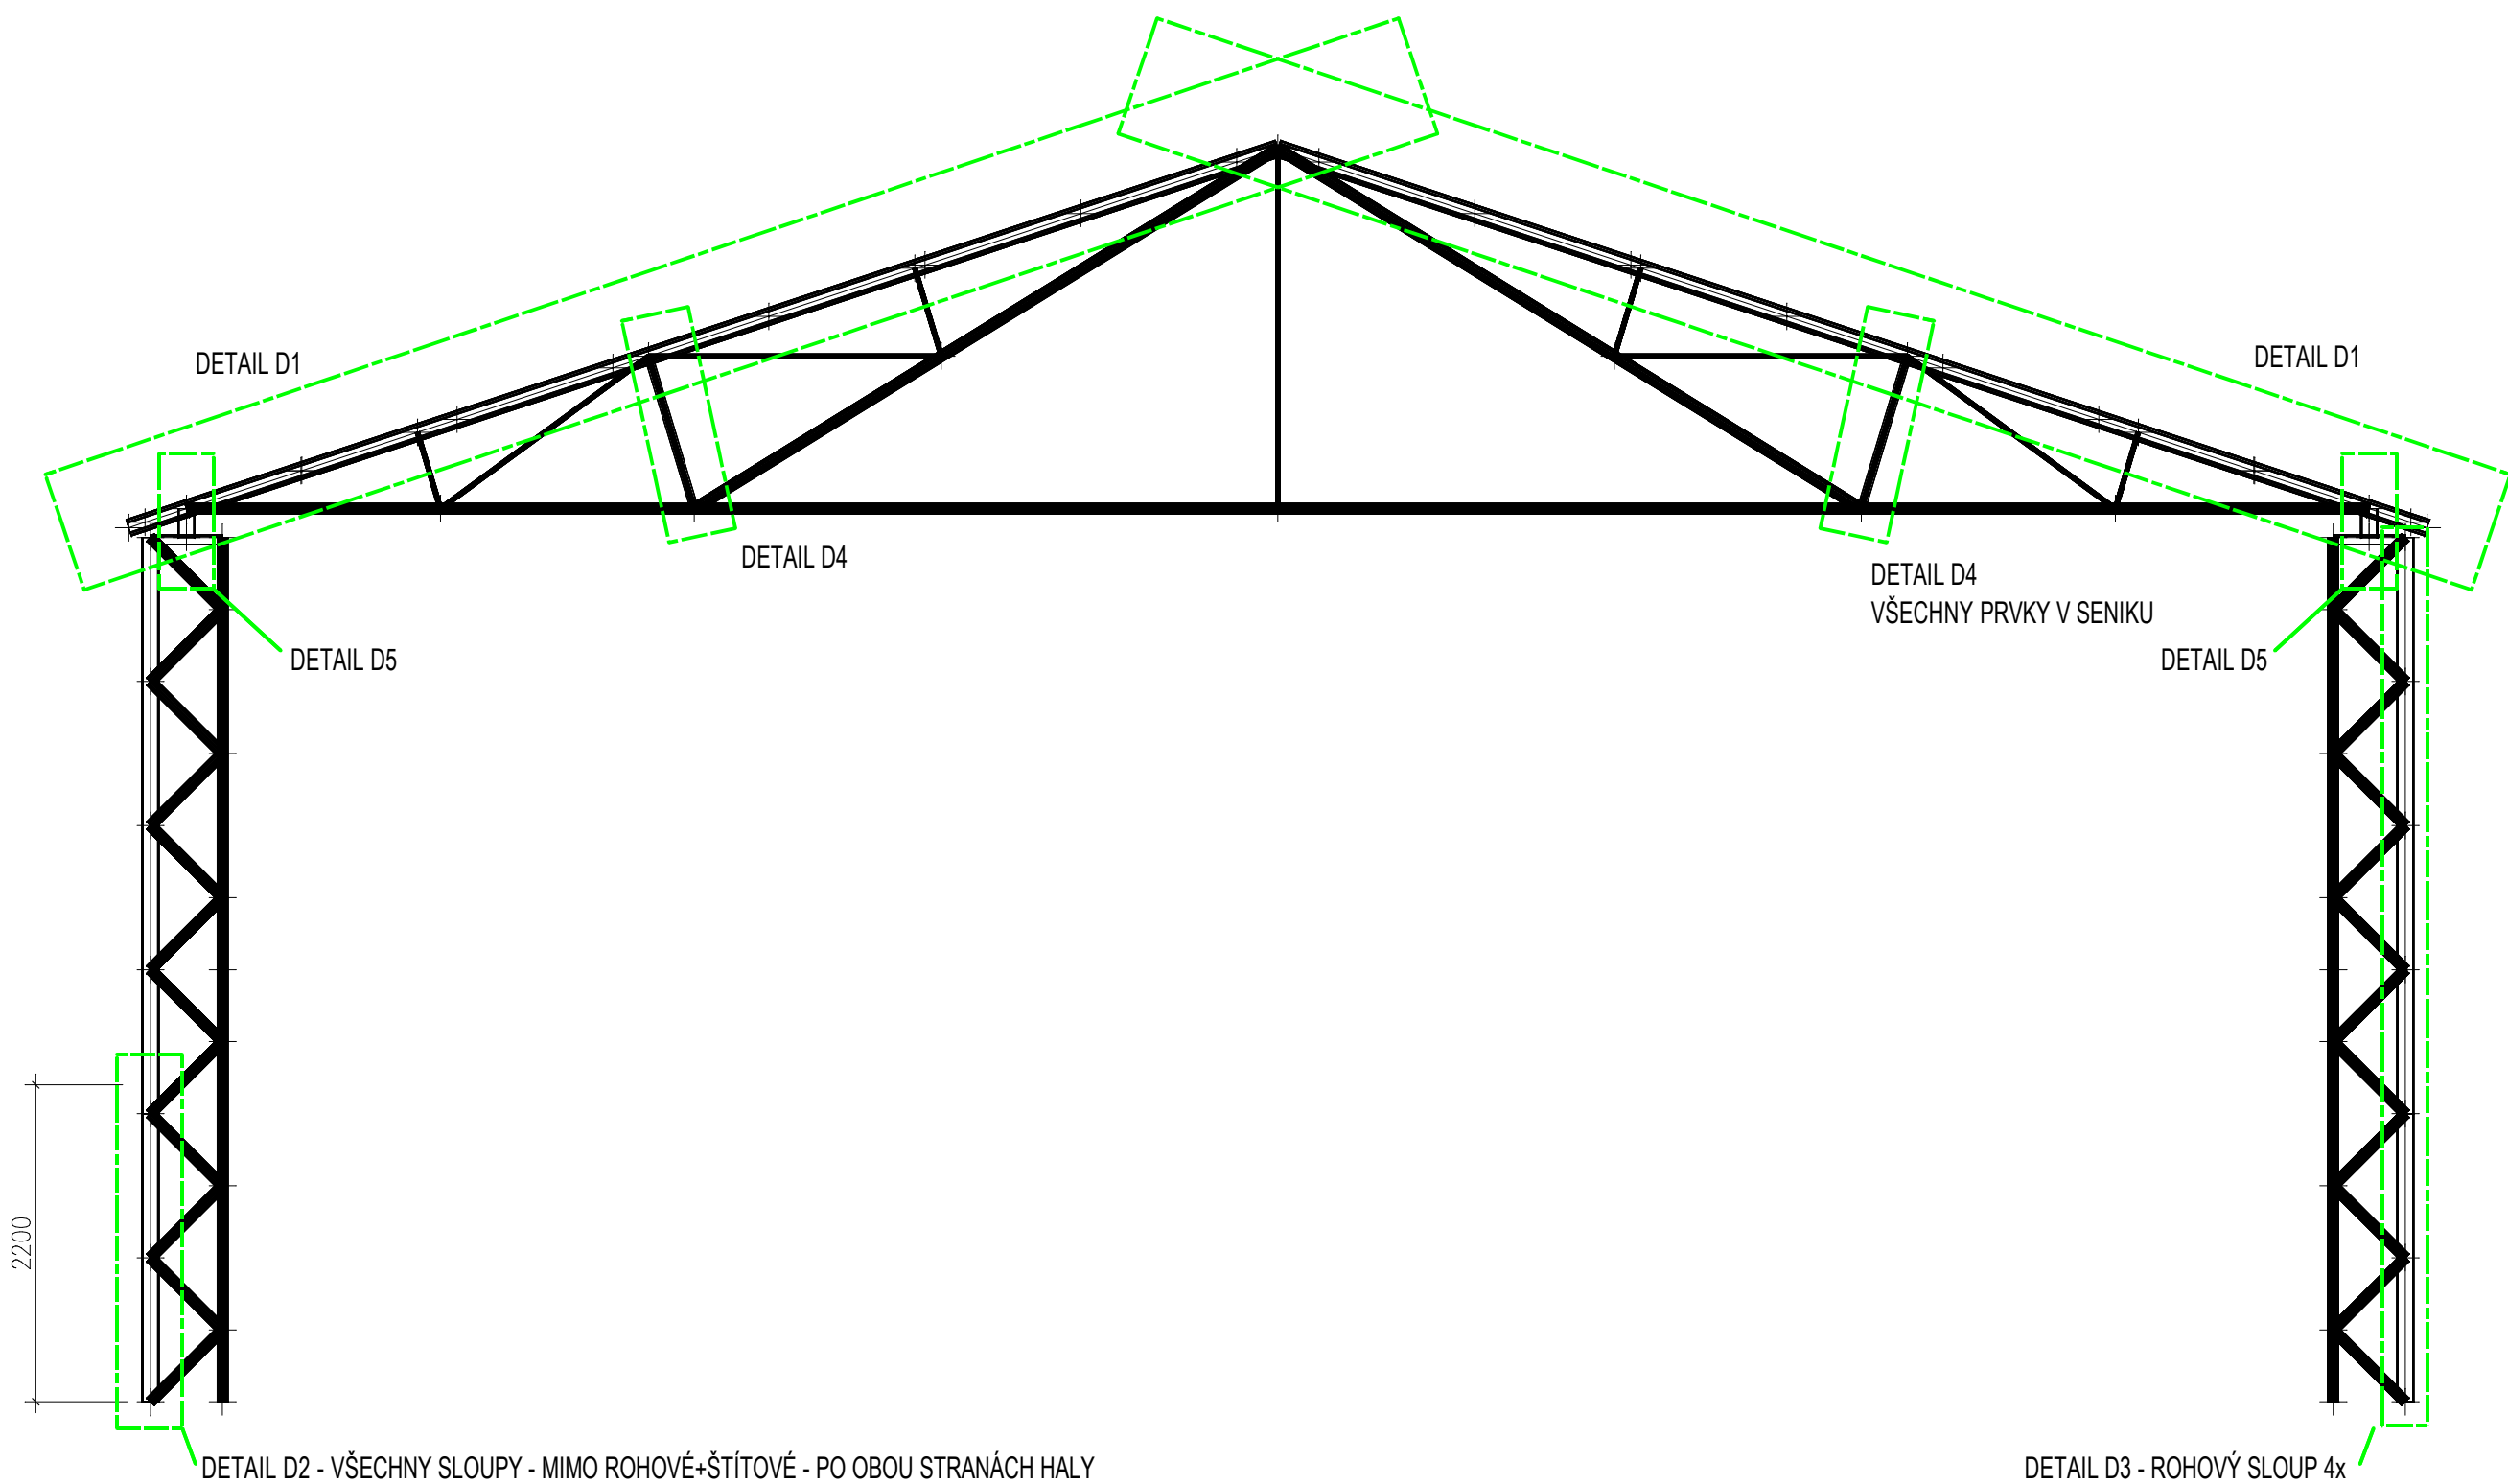 DETAIL D1
DETAIL D1
DETAIL D4
DETAIL D4
VŠECHNY PRVKY V SENIKU
DETAIL D5
DETAIL D5
2200
DETAIL D2 - VŠECHNY SLOUPY - MIMO ROHOVÉ+ŠTÍTOVÉ - PO OBOU STRANÁCH HALY
DETAIL D3 - ROHOVÝ SLOUP 4x